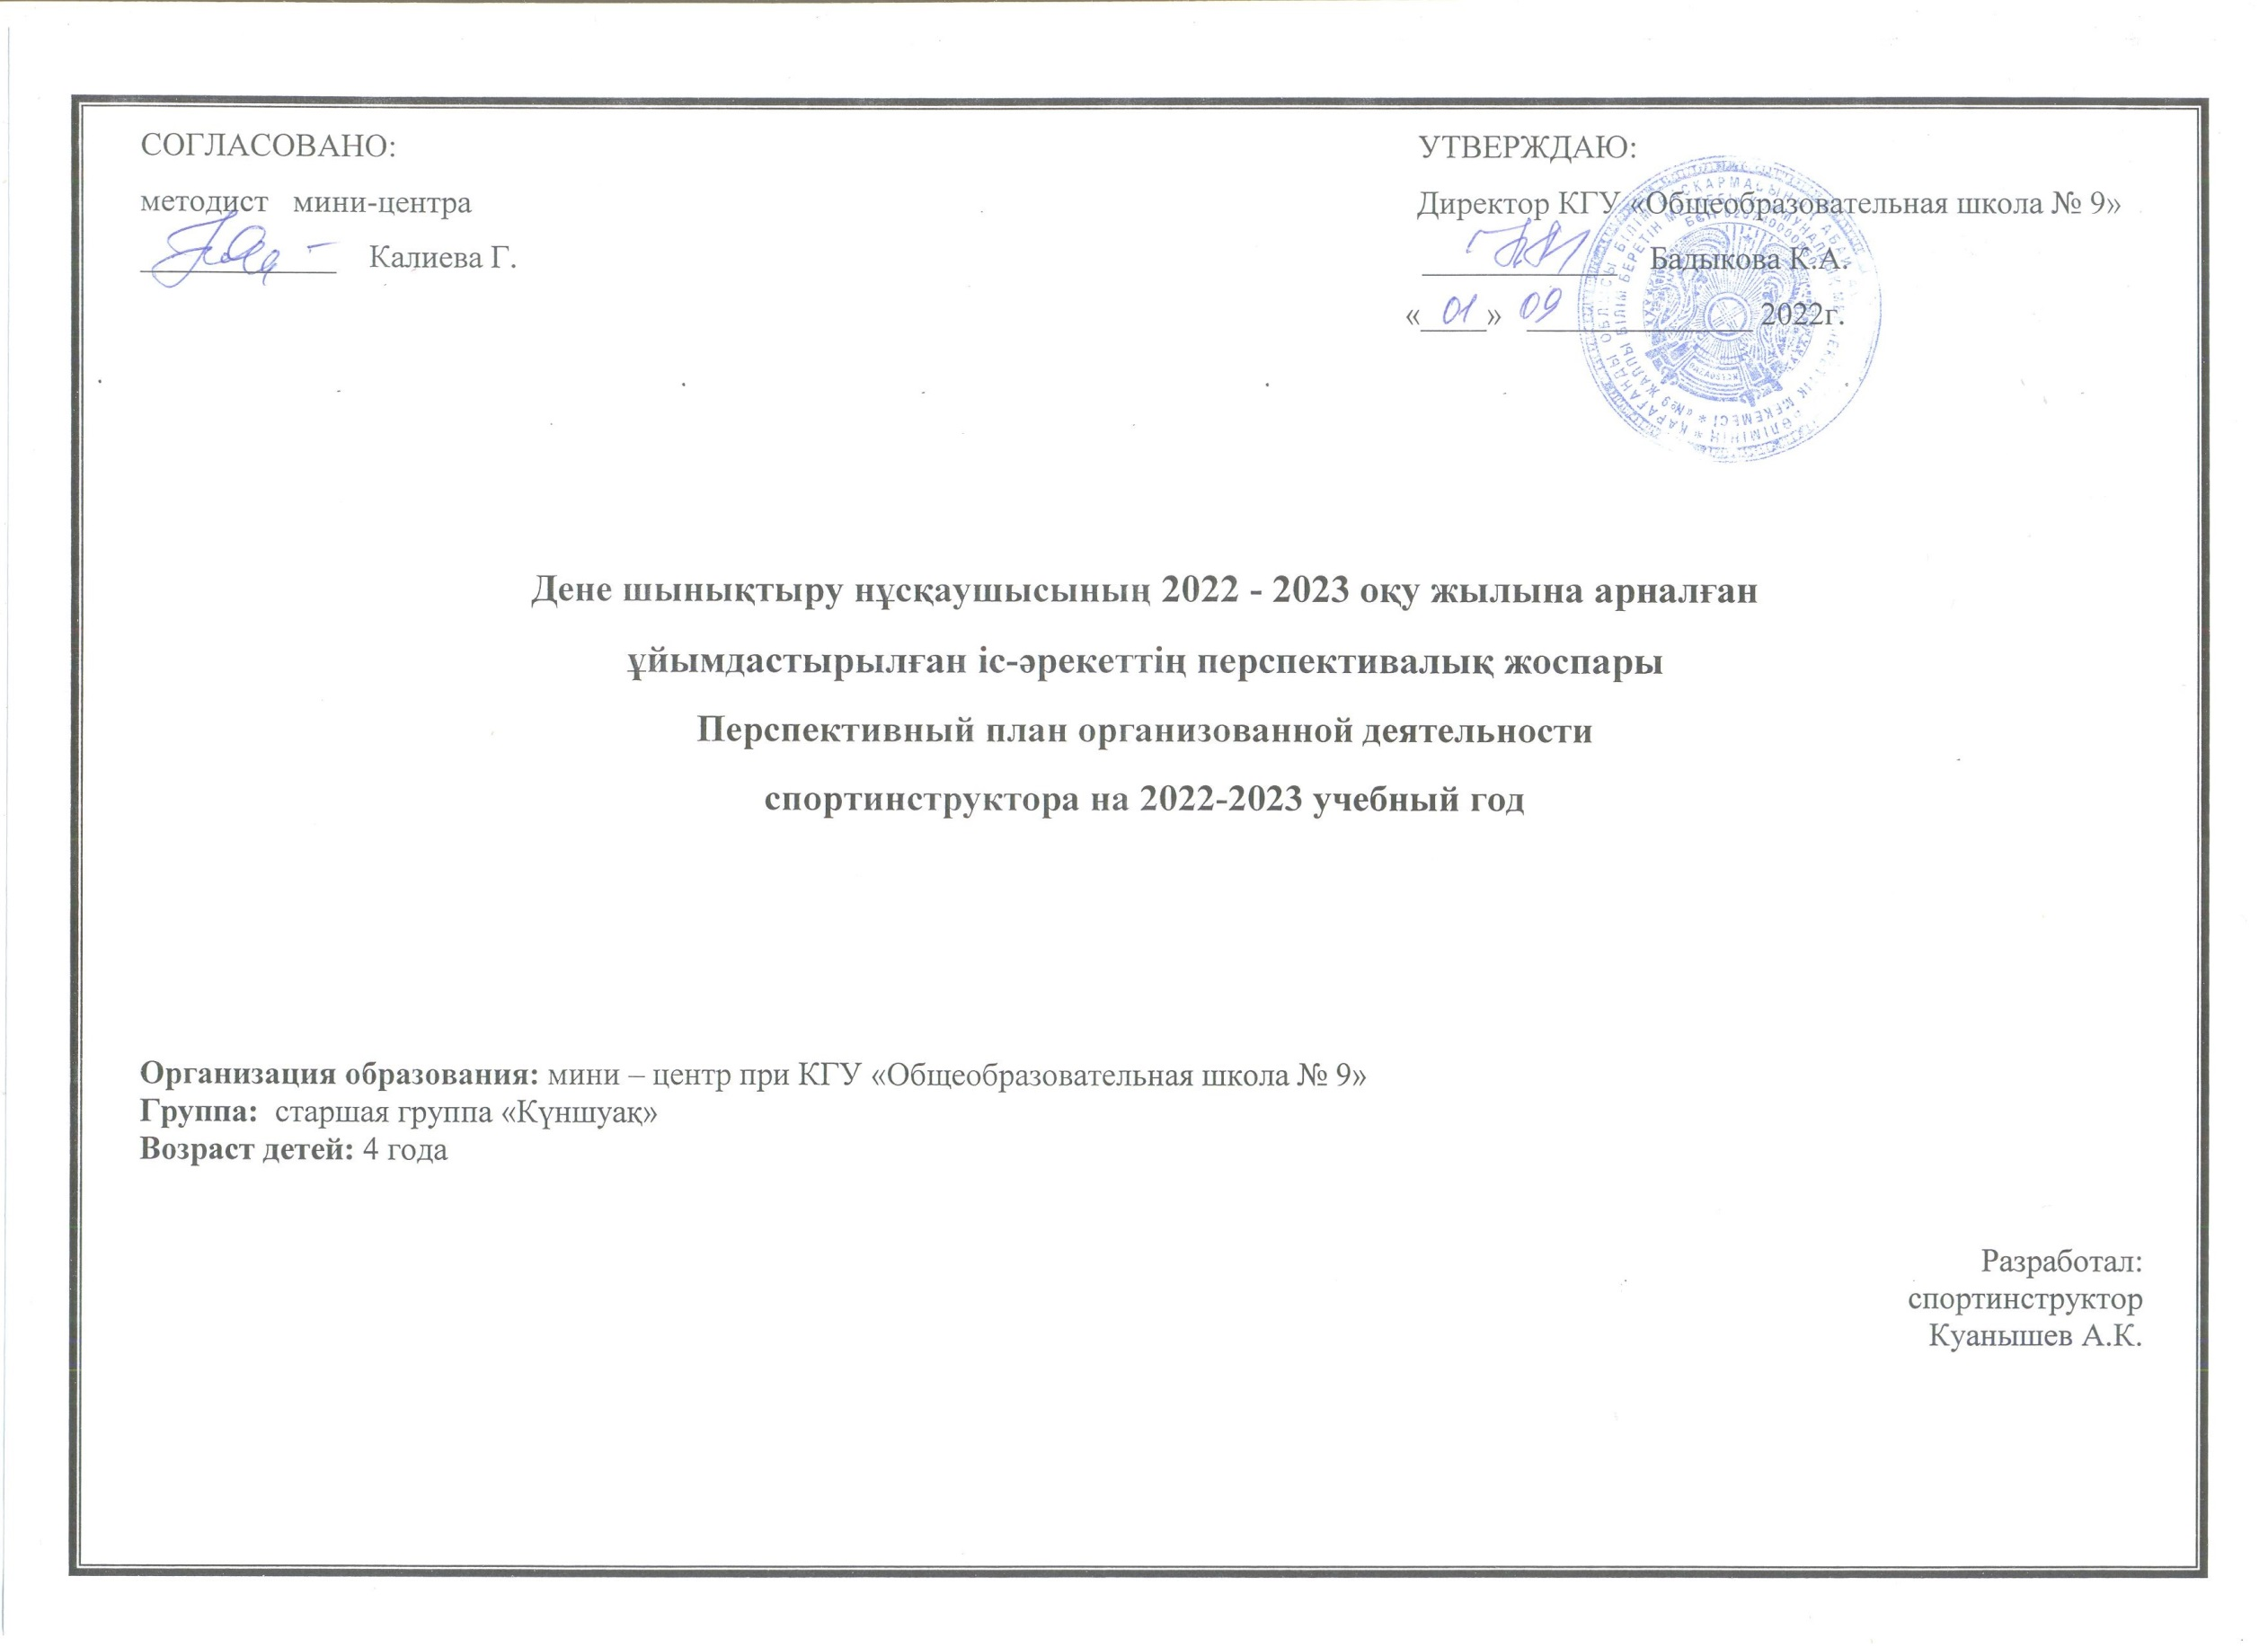 СОГЛАСОВАНО:
методист мини-центра
Калиева Г.
УТВЕРЖДАЮ:
Директор КГУ «Общеобразовательная школа № 9»
Бадыкова К.А.
«01» 09 2022г.
Дене шынықтыру нұсқаушысының 2022 - 2023 оқу жылына арналған
ұйымдастырылған іс-әрекеттің перспективалық жоспары
Перспективный план организованной деятельности
спортинструктора на 2022-2023 учебный год
Организация образования: мини – центр при КГУ «Общеобразовательная школа № 9»
Группа: старшая группа «Күншуақ»
Возраст детей: 4 года
Разработал:
спортинструктор
Куанышев А.К.